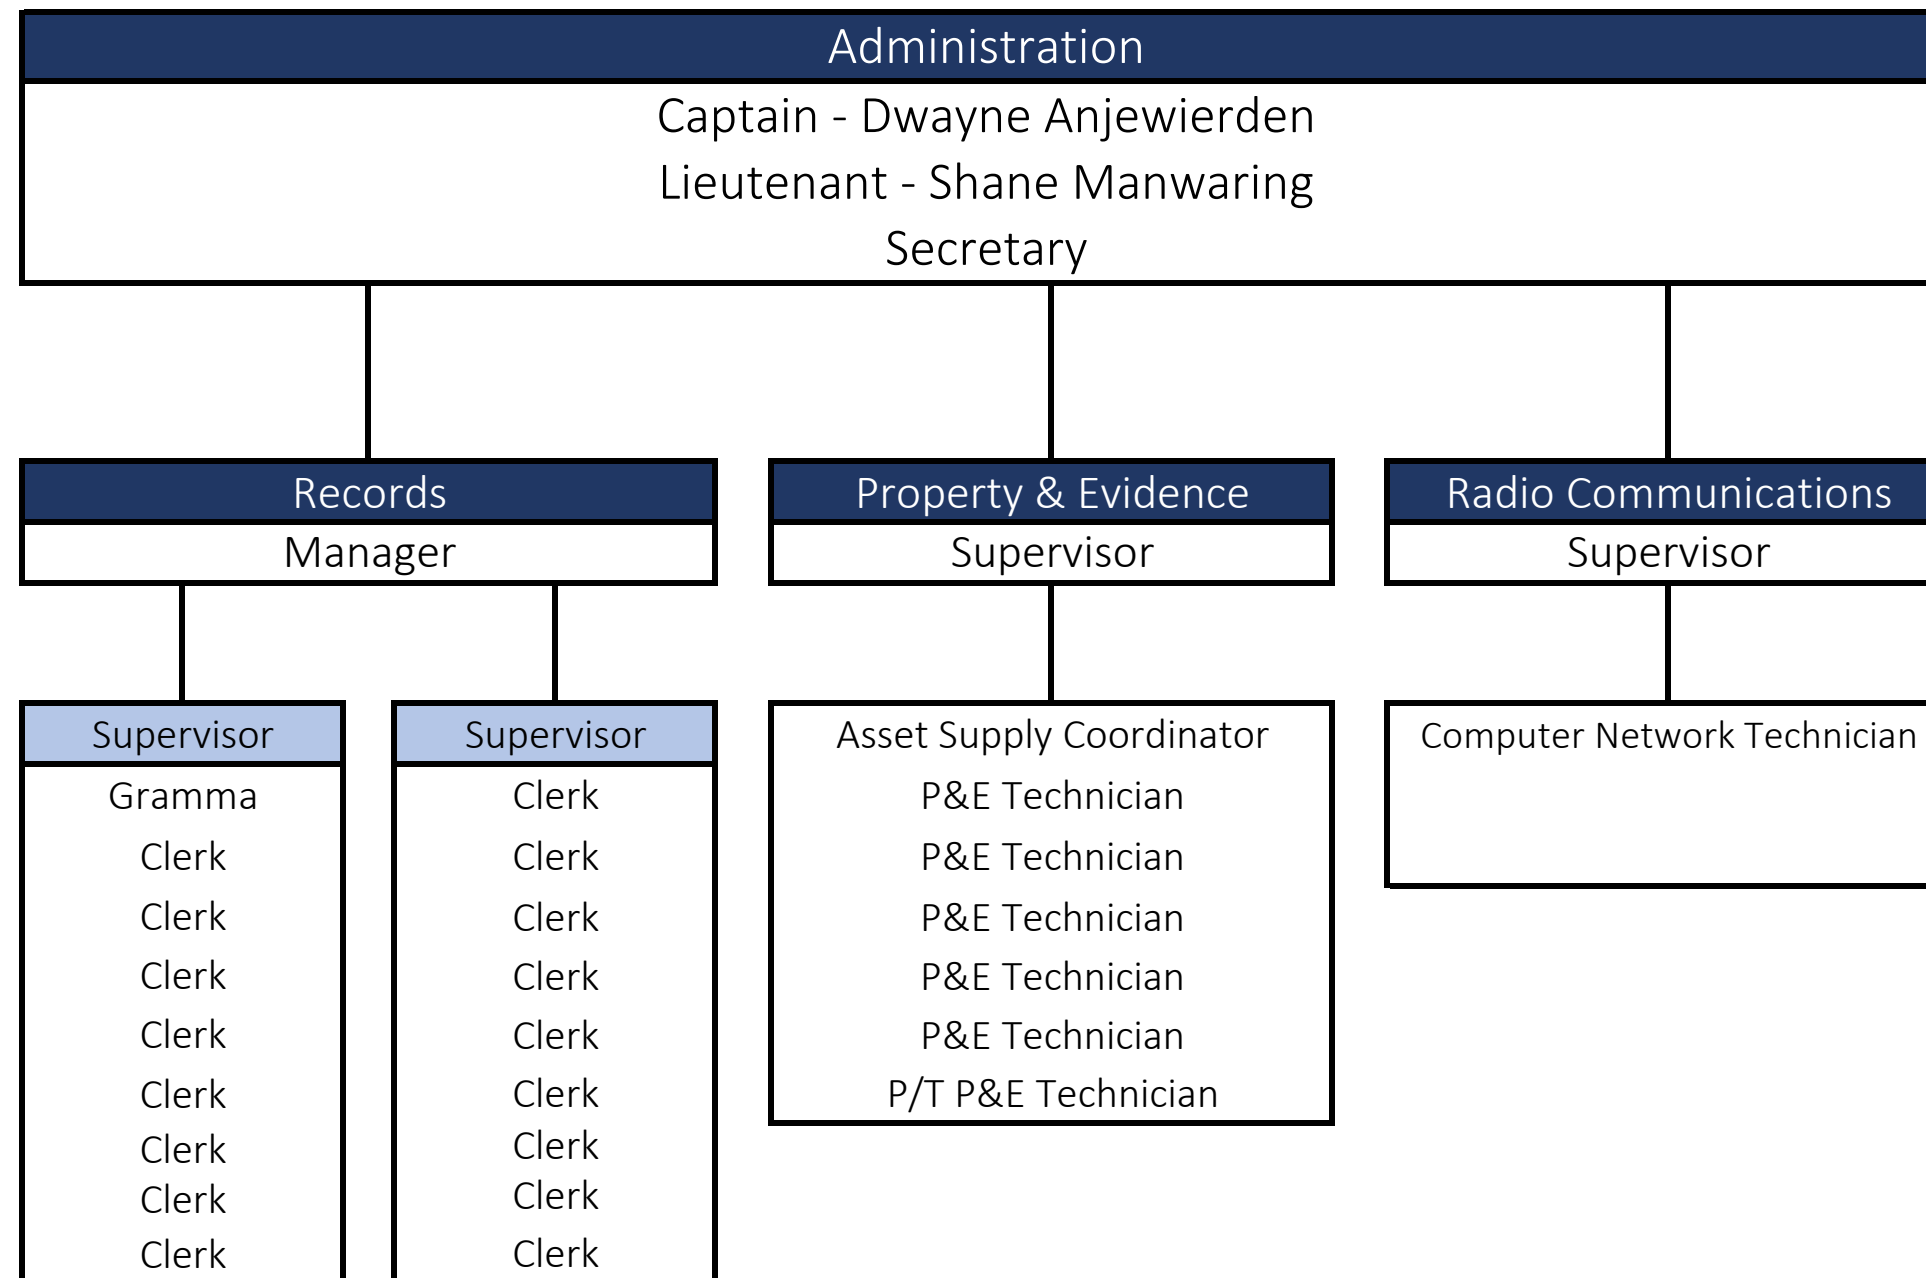 Administration
Captain - Dwayne Anjewierden
Lieutenant - Shane Manwaring
Secretary
Records
Manager
Supervisor
Gramma
Clerk
Clerk
Clerk
Clerk
Clerk
Clerk
Clerk
Clerk
Supervisor
Clerk
Clerk
Clerk
Clerk
Clerk
Clerk
Clerk
Clerk
Clerk
Property & Evidence
Supervisor
Asset Supply Coordinator
P&E Technician
P&E Technician
P&E Technician
P&E Technician
P&E Technician
P/T P&E Technician
Radio Communications
Supervisor
Computer Network Technician